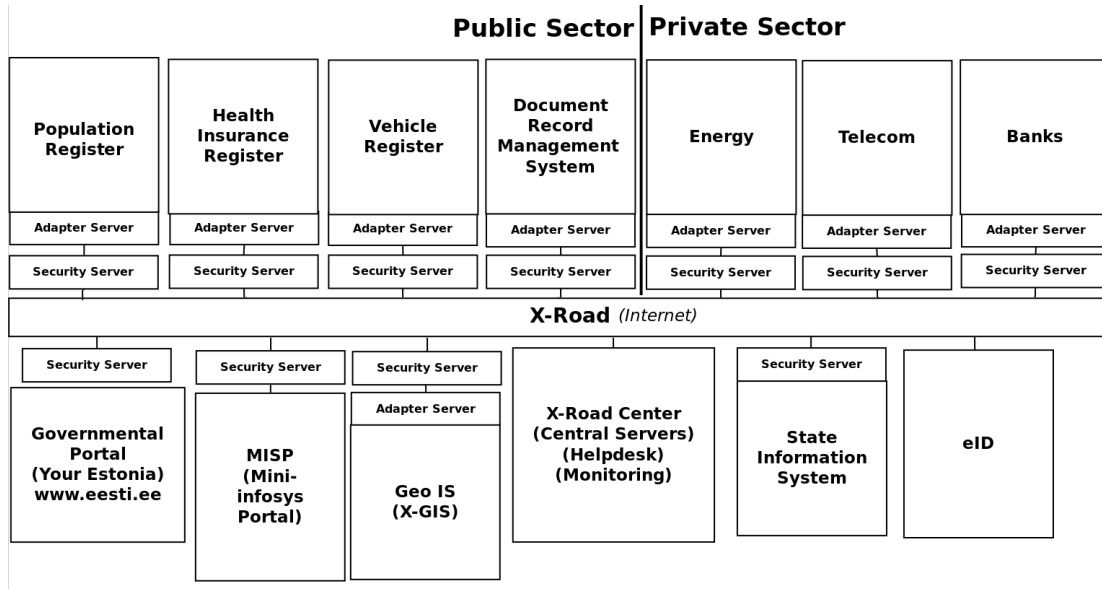 Public Sector
Private Sector
Population
Register
Health
Insurance
Register
Vehicle
Register
Document
Record
Management
System
Energy
Telecom
Banks
Adapter Server
Adapter Server
Adapter Server
Adapter Server
Adapter Server
Adapter Server
Adapter Server
Security Server
Security Server
Security Server
Security Server
Security Server
Security Server
Security Server
X-Road (Internet)
Security Server
Governmental
Portal
(Your Estonia)
www.eesti.ee
Security Server
MISP
(Mini-
infosys
Portal)
Security Server
Adapter Server
Geo IS
(X-GIS)
X-Road Center
(Central Servers)
(Helpdesk)
(Monitoring)
Security Server
State
Information
System
eID